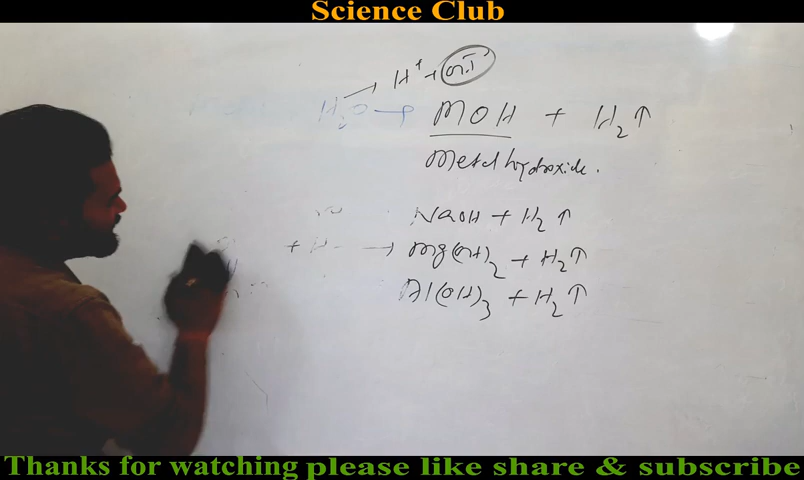 Science Club
H⁺ + OH⁻
H₂O → MOH + H₂↑
Metal hydroxide.
NaOH + H₂↑
+ H → Mg(OH)₂ + H₂↑
Al(OH)₃ + H₂↑
Thanks for watching please like share & subscribe